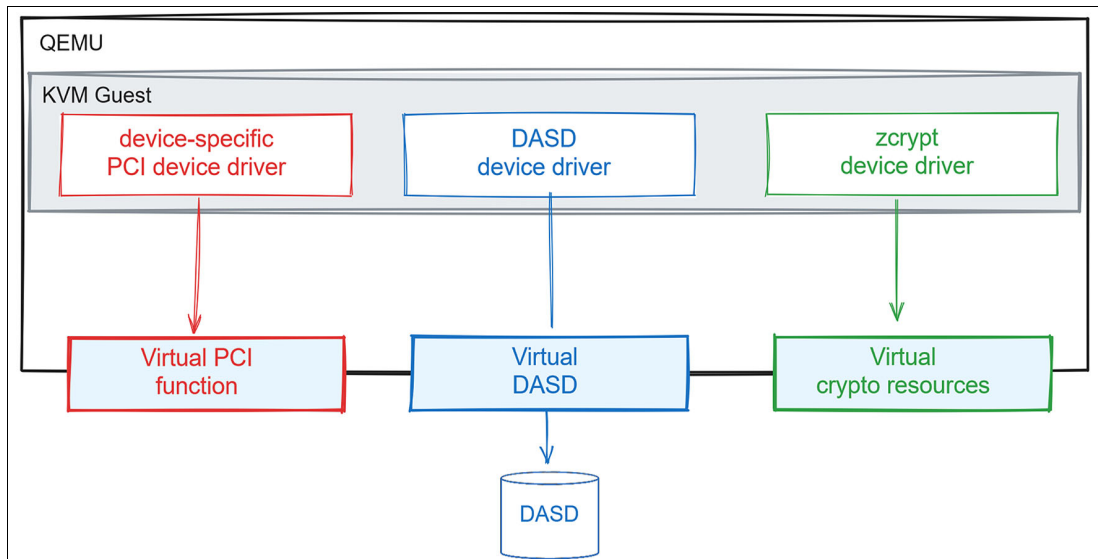 QEMU
KVM Guest
device-specific
PCI device driver
DASD
device driver
zcrypt
device driver
Virtual PCI
function
Virtual
DASD
Virtual
crypto resources
DASD